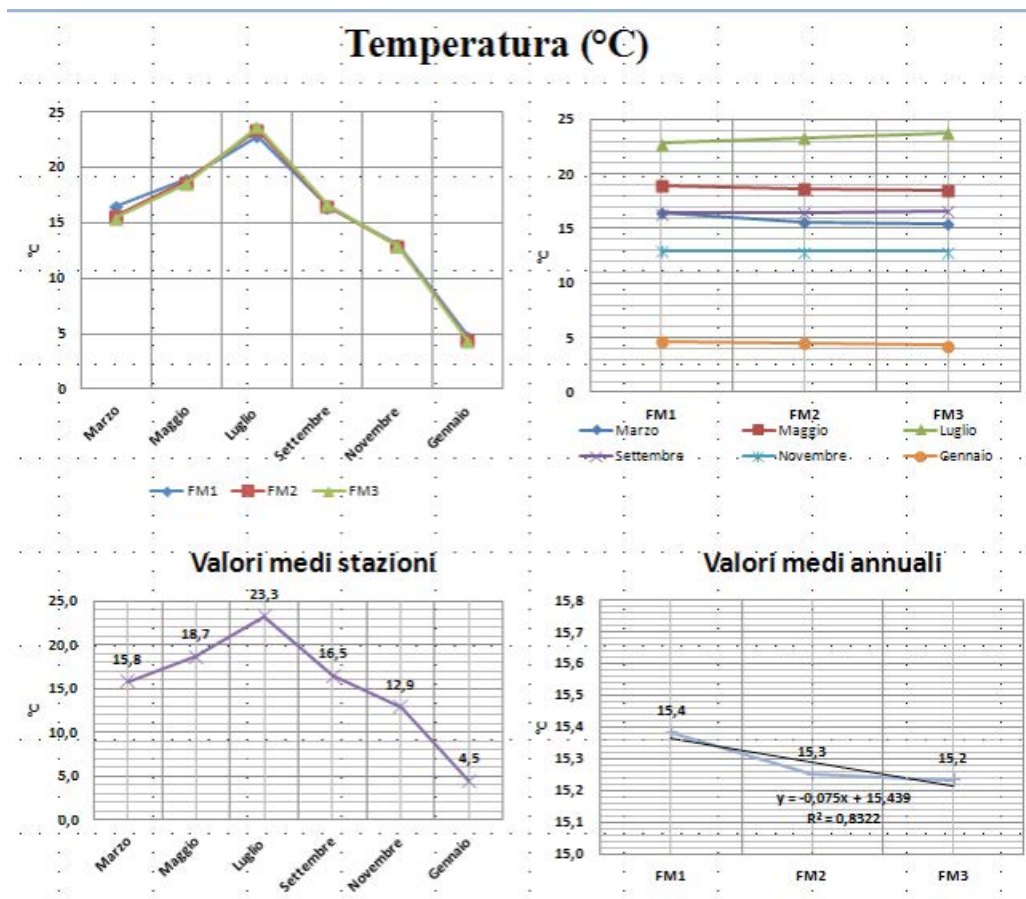 Temperatura (°C)
25
20
15
10
5
0
°C
Marzo
Maggio
Luglio
Settembre
Novembre
Gennaio
FM1 FM2 FM3
25
20
15
10
5
0
°C
FM1 FM2 FM3
Marzo Maggio Luglio
Settembre Novembre Gennaio
Valori medi stazioni
25,0
20,0
15,0
10,0
5,0
0,0
°C
15,8
18,7
23,3
16,5
12,9
4,5
Marzo
Maggio
Luglio
Settembre
Novembre
Gennaio
Valori medi annuali
15,8
15,7
15,6
15,5
15,4
15,3
15,2
15,1
15,0
°C
15,4
15,3
15,2
y = -0,075x + 15,439
R² = 0,8322
FM1 FM2 FM3